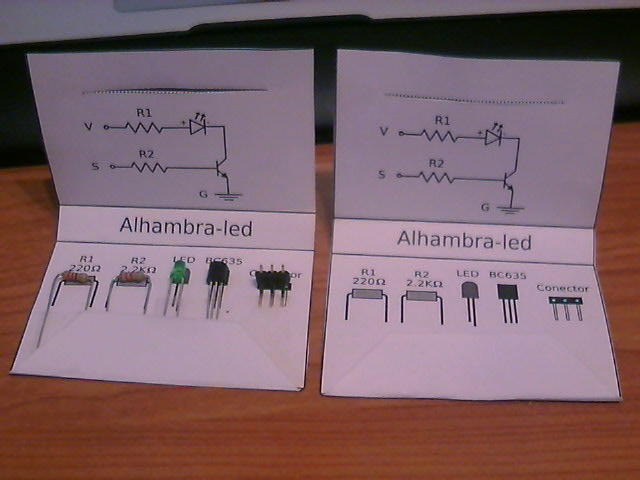 R1
V
+
R2
S
G
Alhambra-led
R1 R2 LED BC635
220Ω 2.2KΩ
R1
V
+
R2
S
G
Alhambra-led
R1 R2 LED BC635
220Ω 2.2KΩ Conector